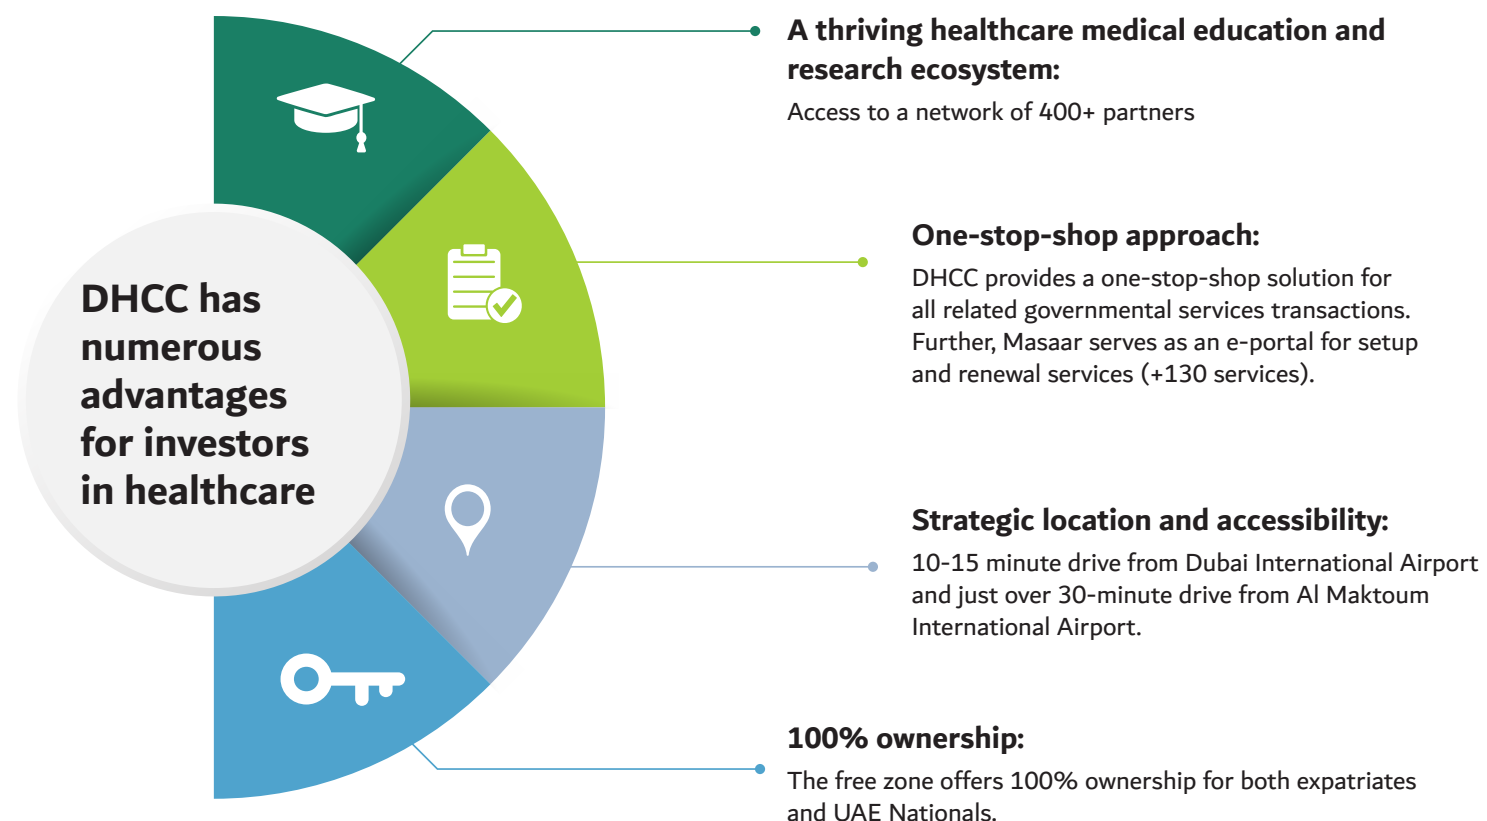 DHCC has
numerous
advantages
for investors
in healthcare
A thriving healthcare medical education and
research ecosystem:
Access to a network of 400+ partners
One-stop-shop approach:
DHCC provides a one-stop-shop solution for
all related governmental services transactions.
Further, Masaar serves as an e-portal for setup
and renewal services (+130 services).
Strategic location and accessibility:
10-15 minute drive from Dubai International Airport
and just over 30-minute drive from Al Maktoum
International Airport.
100% ownership:
The free zone offers 100% ownership for both expatriates
and UAE Nationals.